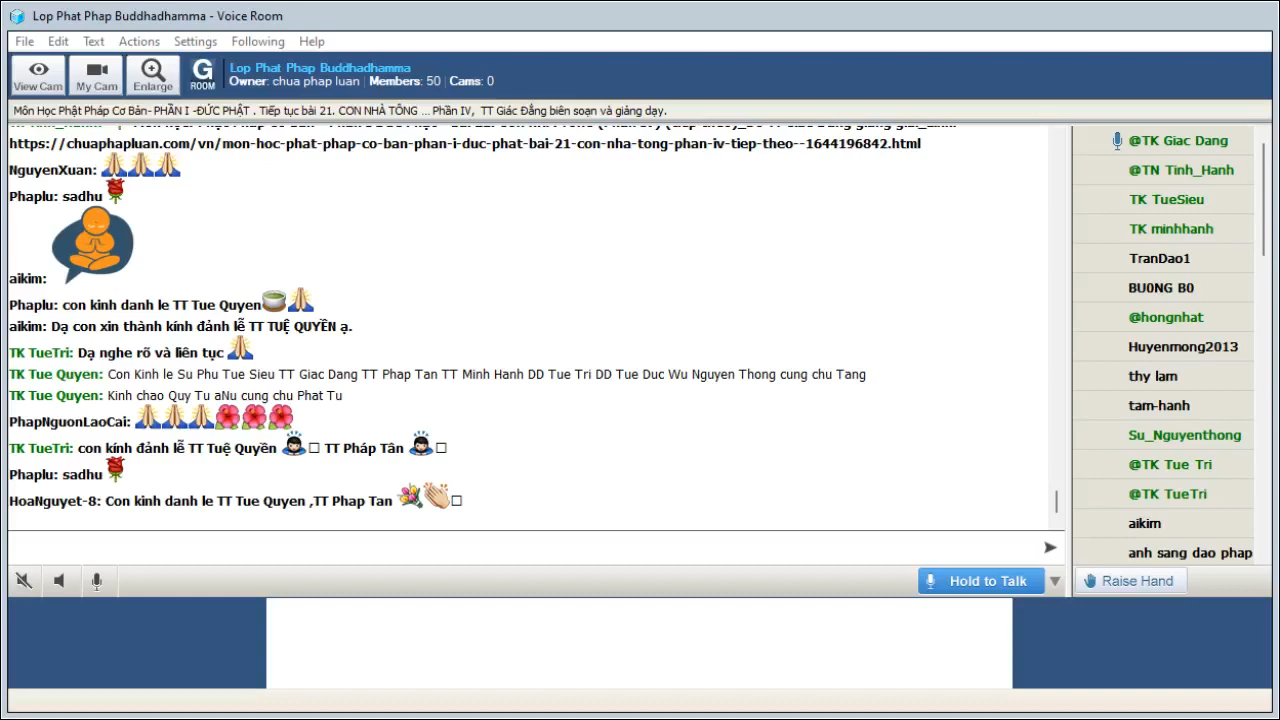 Lop Phat Phap Buddhadhamma - Voice Room
File Edit Text Actions Settings Following Help
View Cam My Cam Enlarge G ROOM
Lop Phat Phap Buddhadhamma
Owner: chua phap luan | Members: 50 | Cams: 0
Môn Học Phật Pháp Cơ Bản- PHẦN I -ĐỨC PHẬT . Tiếp tục bài 21. CON NHÀ TÔNG ... Phần IV, TT Giác Đẳng biên soạn và giảng dạy.
https://chuaphapluan.com/vn/mon-hoc-phat-phap-co-ban-phan-i-duc-phat-bai-21-con-nha-tong-phan-iv-tiep-theo--1644196842.html
NguyenXuan:
Phaplu: sadhu
aikim:
Phaplu: con kinh danh le TT Tue Quyen
aikim: Dạ con xin thành kính đảnh lễ TT TUỆ QUYỀN ạ.
TK TueTri: Dạ nghe rõ và liên tục
TK Tue Quyen: Con Kinh le Su Phu Tue Sieu TT Giac Dang TT Phap Tan TT Minh Hanh DD Tue Tri DD Tue Duc Wu Nguyen Thong cung chu Tang
TK Tue Quyen: Kinh chao Quy Tu aNu cung chu Phat Tu
PhapNguonLaoCai:
TK TueTri: con kính đảnh lễ TT Tuệ Quyền TT Pháp Tân
Phaplu: sadhu
HoaNguyet-8: Con kinh danh le TT Tue Quyen ,TT Phap Tan
Hold to Talk
@TK Giac Dang
@TN Tinh_Hanh
TK TueSieu
TK minhhanh
TranDao1
BU0NG B0
@hongnhat
Huyenmong2013
thy lam
tam-hanh
Su_Nguyenthong
@TK Tue Tri
@TK TueTri
aikim
anh sang dao phap
Raise Hand